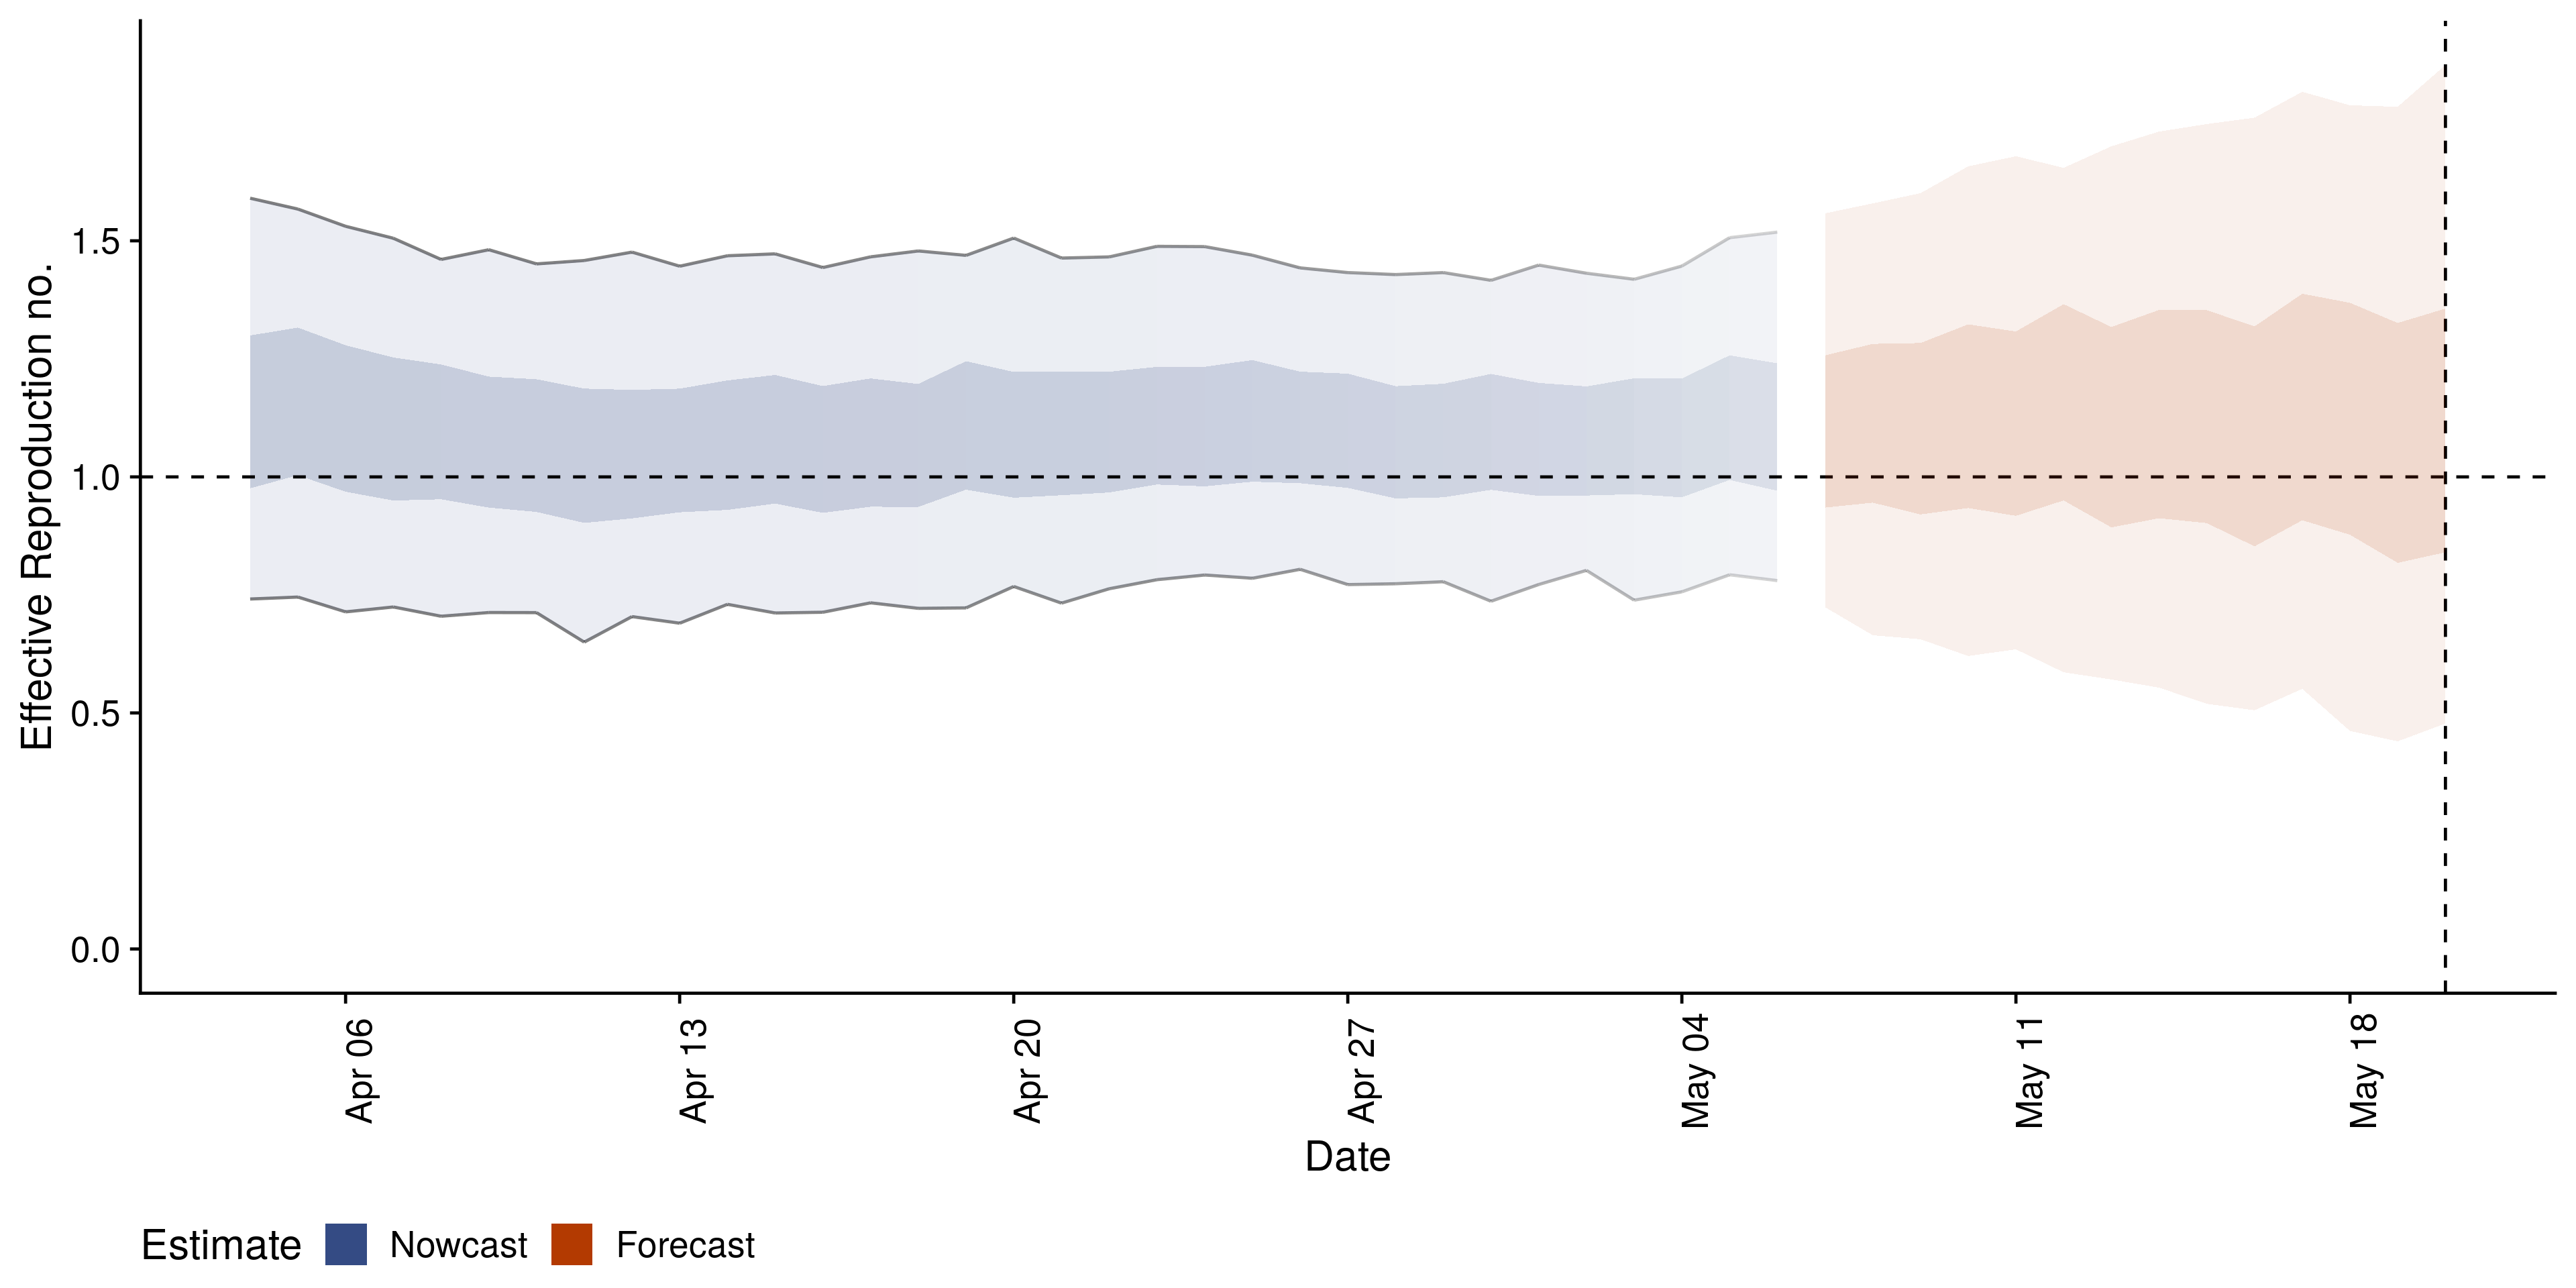 Effective Reproduction no.
1.5
1.0
0.5
0.0
Apr 06
Apr 13
Apr 20
Apr 27
May 04
May 11
May 18
Date
Estimate Nowcast Forecast